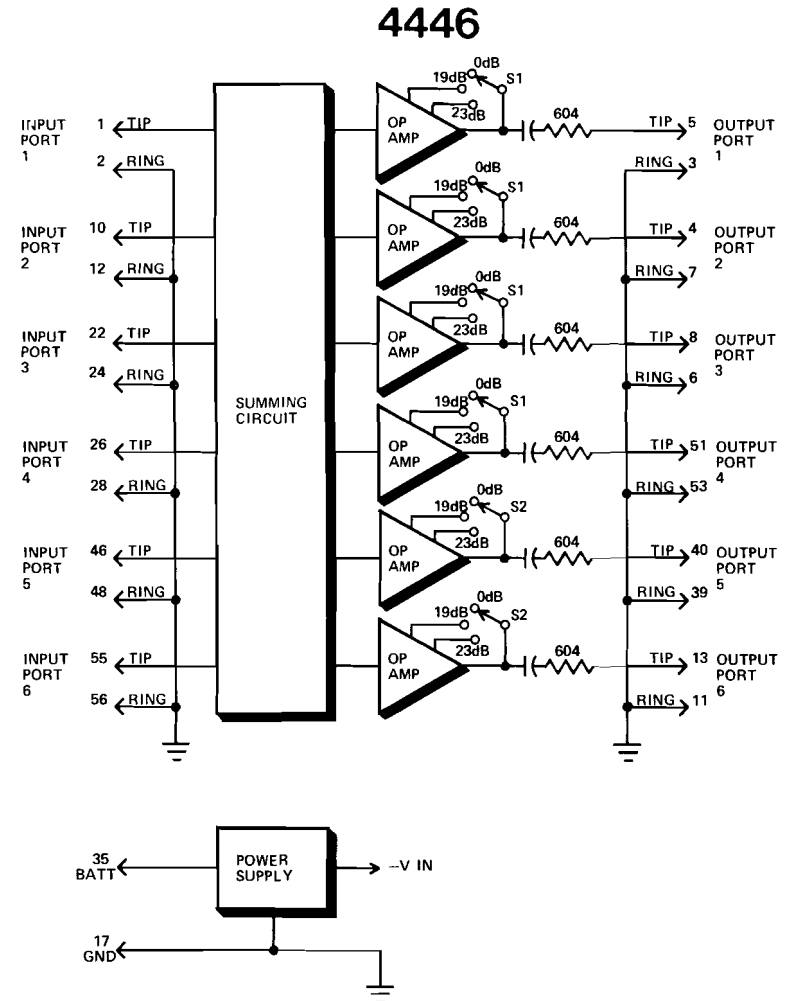 4446
0dB
19dB
S1
23dB
OP
AMP
604
INPUT
PORT
1
1
TIP
2
RING
TIP
5
OUTPUT
PORT
1
RING
3
0dB
19dB
S1
23dB
OP
AMP
604
INPUT
PORT
2
10
TIP
12
RING
TIP
4
OUTPUT
PORT
2
RING
7
0dB
19dB
S1
23dB
OP
AMP
604
INPUT
PORT
3
22
TIP
24
RING
TIP
8
OUTPUT
PORT
3
RING
6
SUMMING
CIRCUIT
0dB
19dB
S1
23dB
OP
AMP
604
INPUT
PORT
4
26
TIP
28
RING
TIP
51
OUTPUT
PORT
4
RING
53
0dB
19dB
S2
23dB
OP
AMP
604
INPUT
PORT
5
46
TIP
48
RING
TIP
40
OUTPUT
PORT
5
RING
39
0dB
19dB
S2
23dB
OP
AMP
604
INPUT
PORT
6
55
TIP
56
RING
TIP
13
OUTPUT
PORT
6
RING
11
35
BATT
POWER
SUPPLY
–V IN
17
GND